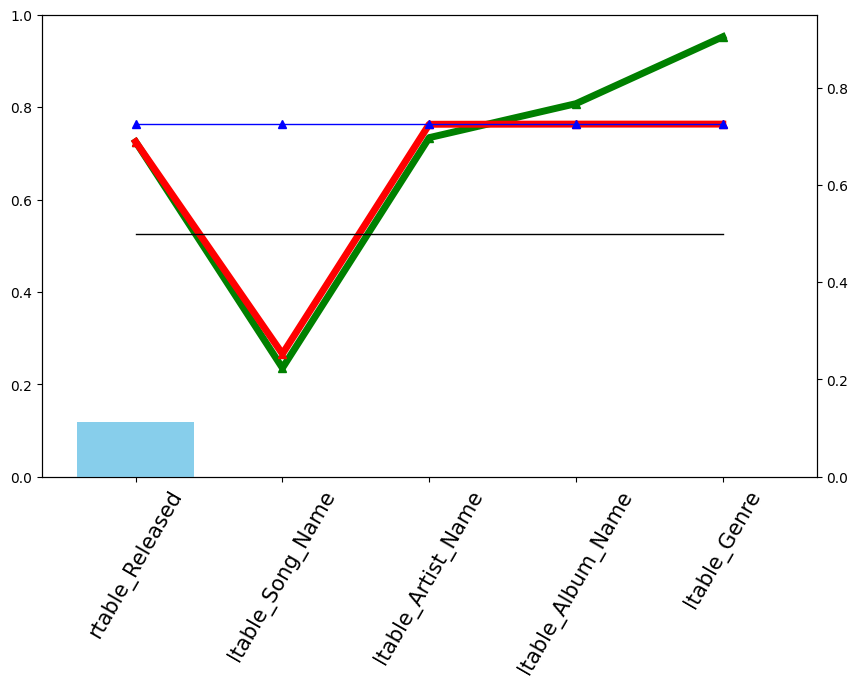 1.0
0.8
0.6
0.4
0.2
0.0
0.8
0.6
0.4
0.2
0.0
rtable_Released
ltable_Song_Name
ltable_Artist_Name
ltable_Album_Name
ltable_Genre